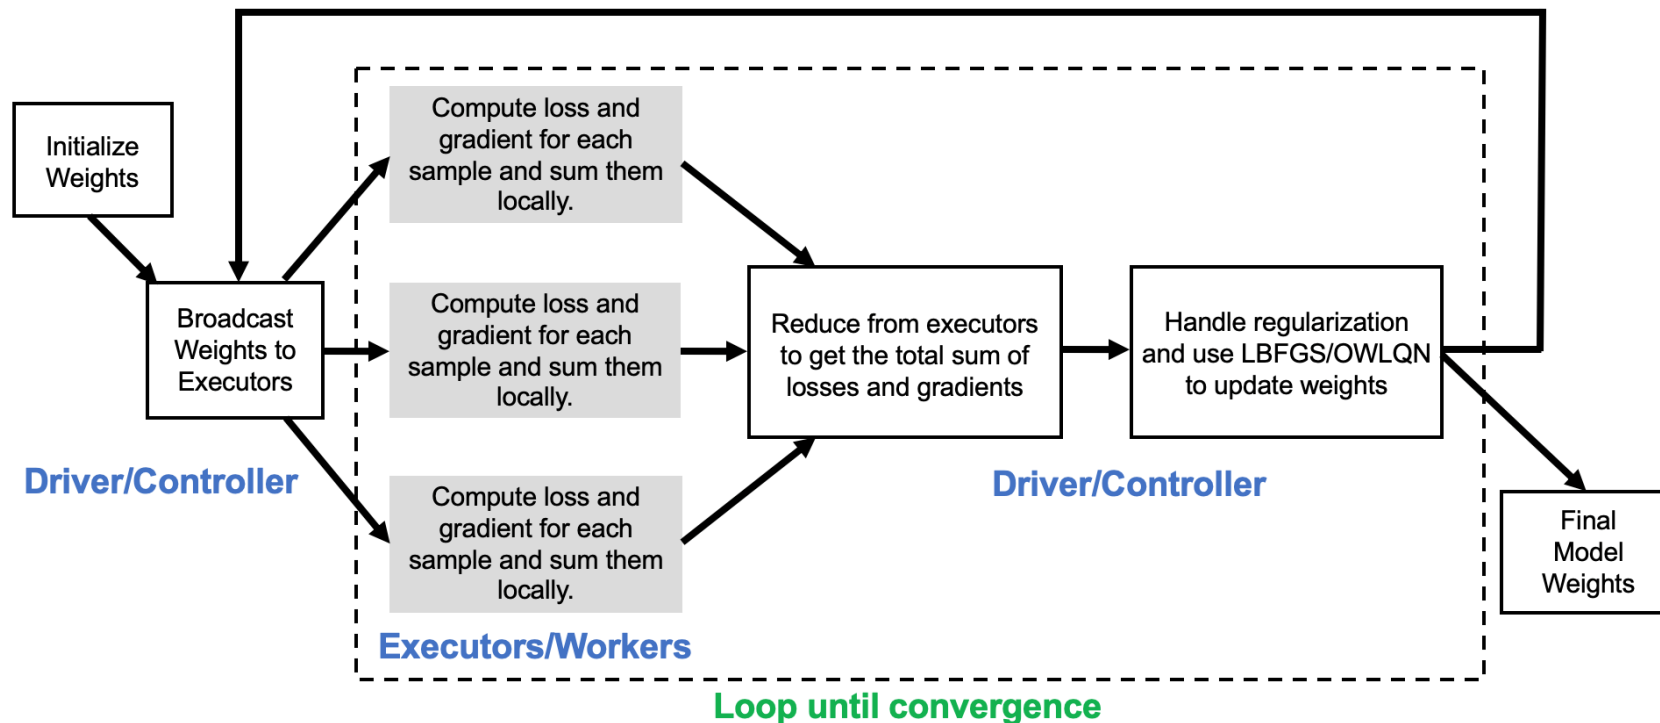 Initialize
Weights
Broadcast
Weights to
Executors
Driver/Controller
Compute loss and
gradient for each
sample and sum them
locally.
Compute loss and
gradient for each
sample and sum them
locally.
Compute loss and
gradient for each
sample and sum them
locally.
Executors/Workers
Reduce from executors
to get the total sum of
losses and gradients
Handle regularization
and use LBFGS/OWLQN
to update weights
Driver/Controller
Final
Model
Weights
Loop until convergence